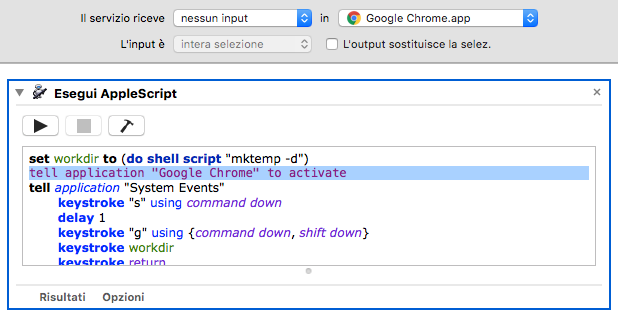 Il servizio riceve nessun input in Google Chrome.app
L'input è intera selezione L'output sostituisce la selez.
Esegui AppleScript
set workdir to (do shell script "mktemp -d")
tell application "Google Chrome" to activate
tell application "System Events"
keystroke "s" using command down
delay 1
keystroke "g" using {command down, shift down}
keystroke workdir
keystroke return
Risultati Opzioni